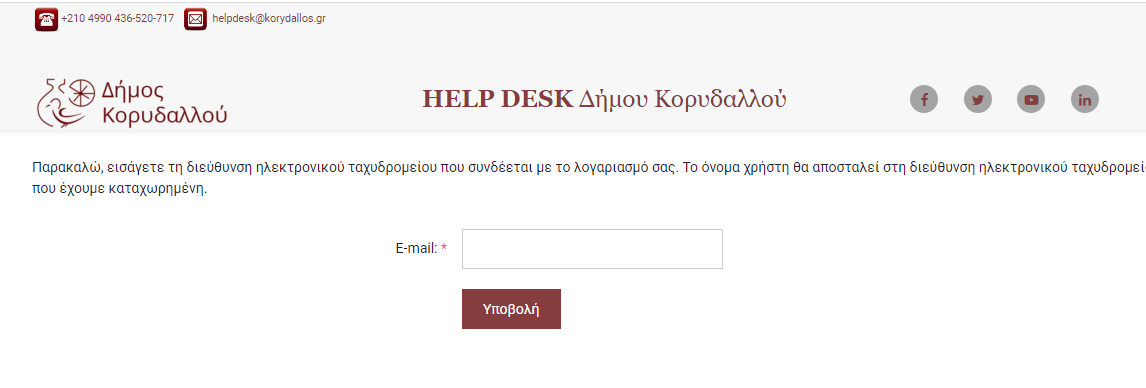 +210 4990 436-520-717 helpdesk@korydallos.gr
Δήμος
Κορυδαλλού
HELP DESK Δήμου Κορυδαλλού
Παρακαλώ, εισάγετε τη διεύθυνση ηλεκτρονικού ταχυδρομείου που συνδέεται με το λογαριασμό σας. Το όνομα χρήστη θα αποσταλεί στη διεύθυνση ηλεκτρονικού
που έχουμε καταχωρημένη.
E-mail: *
Υποβολή